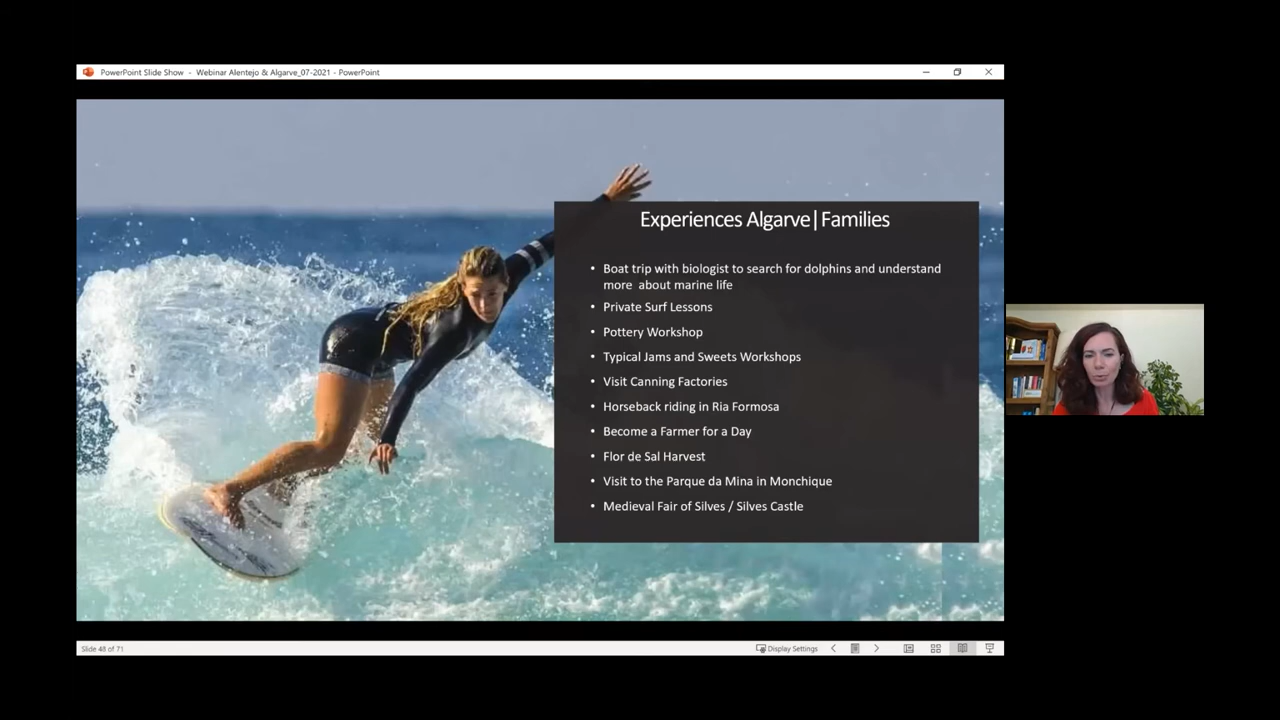 PowerPoint Slide Show - Webinar Alentejo & Algarve_07-2021 - PowerPoint
Experiences Algarve|Families
• Boat trip with biologist to search for dolphins and understand
more about marine life
• Private Surf Lessons
• Pottery Workshop
• Typical Jams and Sweets Workshops
• Visit Canning Factories
• Horseback riding in Ria Formosa
• Become a Farmer for a Day
• Flor de Sal Harvest
• Visit to the Parque da Mina in Monchique
• Medieval Fair of Silves / Silves Castle
Slide 48 of 71
Display Settings